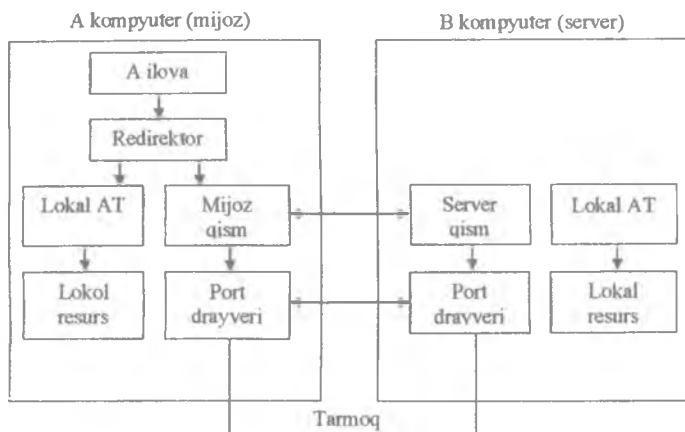 A kompyuter (mijoz)
B kompyuter (server)
A ilova
Redirektor
Lokal AT
Mijoz
qism
Server
qism
Lokal AT
Lokol
resurs
Port
drayveri
Port
drayveri
Lokal
resurs
Tarmoq